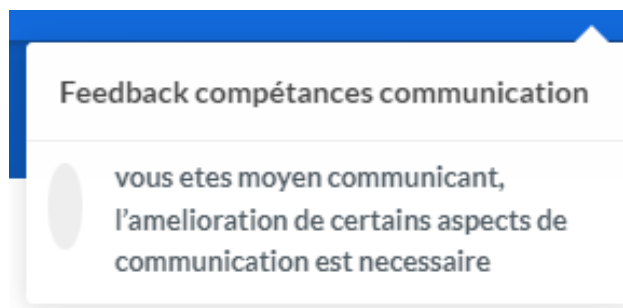 Feedback compétances communication
vous etes moyen communicant,
l’amelioration de certains aspects de
communication est necessaire